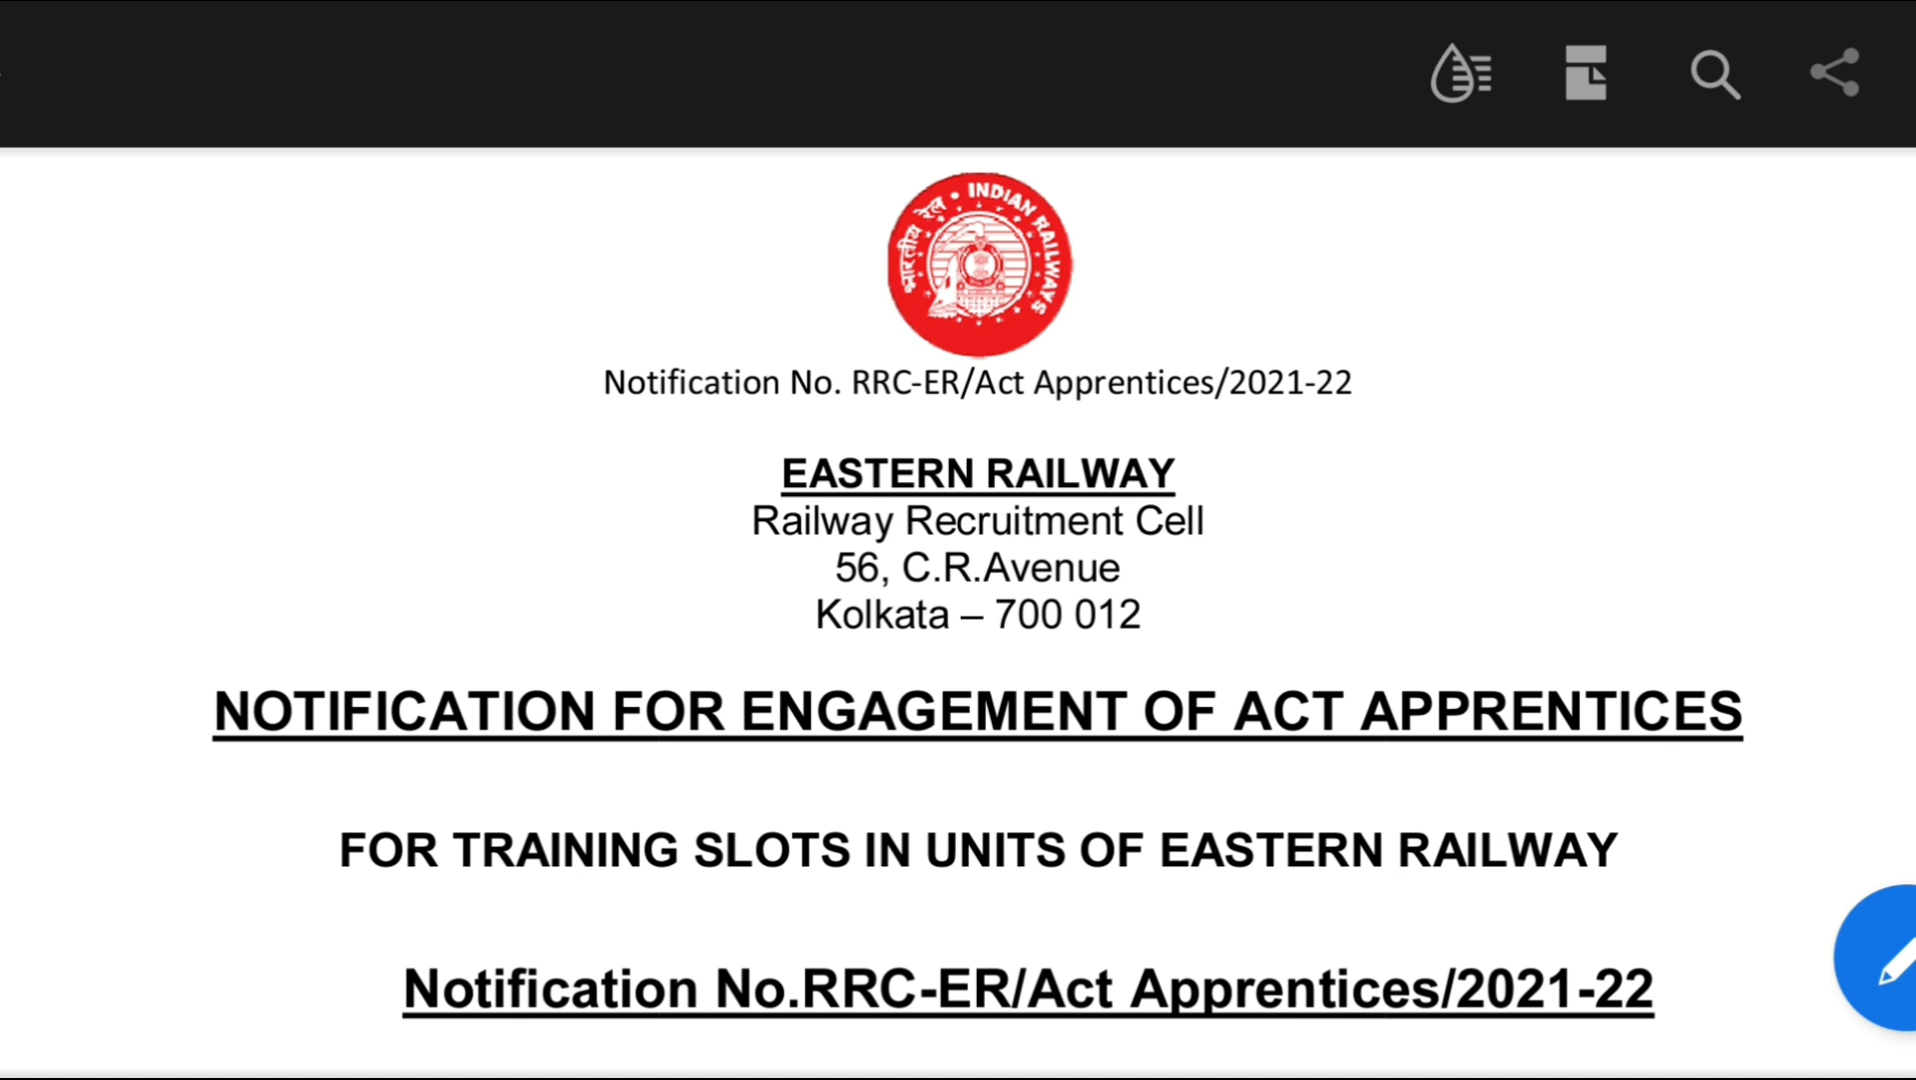 भारतीय रेल • INDIAN RAILWAYS
Notification No. RRC-ER/Act Apprentices/2021-22
EASTERN RAILWAY
Railway Recruitment Cell
56, C.R.Avenue
Kolkata – 700 012
NOTIFICATION FOR ENGAGEMENT OF ACT APPRENTICES
FOR TRAINING SLOTS IN UNITS OF EASTERN RAILWAY
Notification No.RRC-ER/Act Apprentices/2021-22